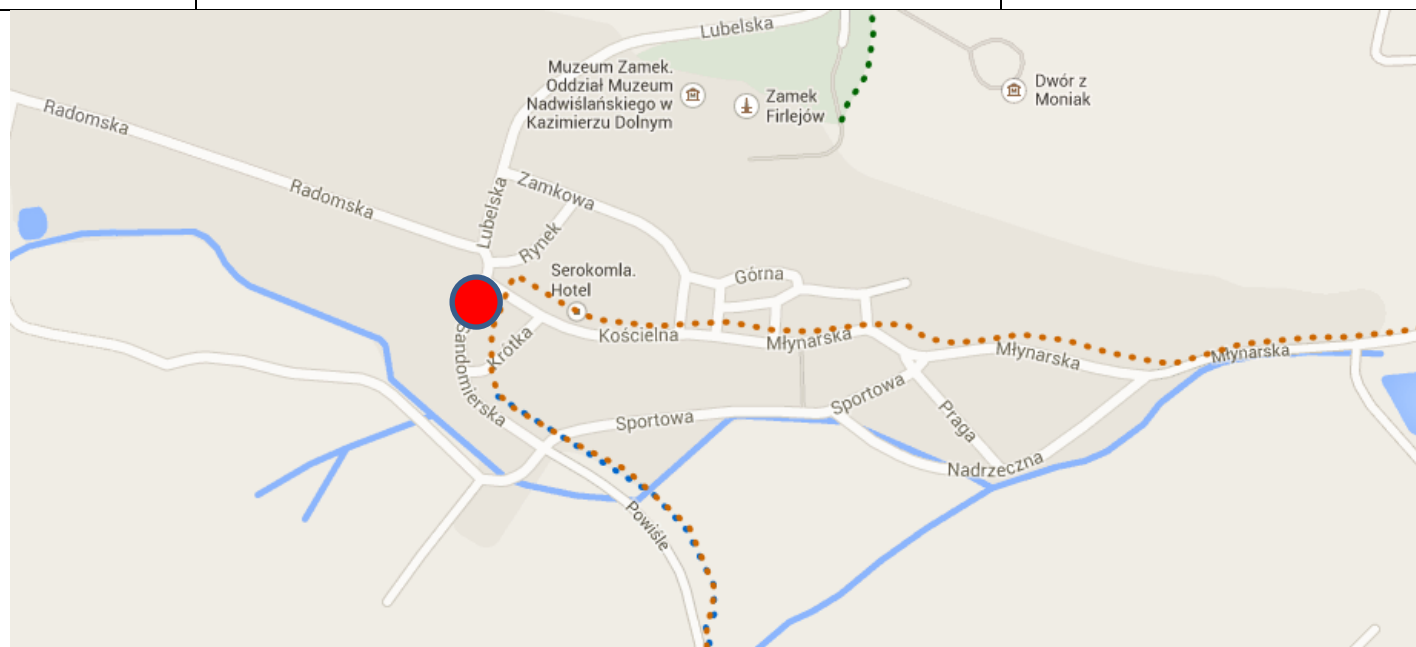 Lubelska
Muzeum Zamek.
Oddział Muzeum
Nadwiślańskiego w
Kazimierzu Dolnym
Zamek
Firlejów
Dwór z
Moniak
Radomska
Radomska
Lubelska
Zamkowa
Rynek
Serokomla.
Hotel
Górna
Kościelna
Młynarska
Młynarska
Młynarska
Krótka
Sandomierska
Sportowa
Sportowa
Praga
Nadrzeczna
Powiśle